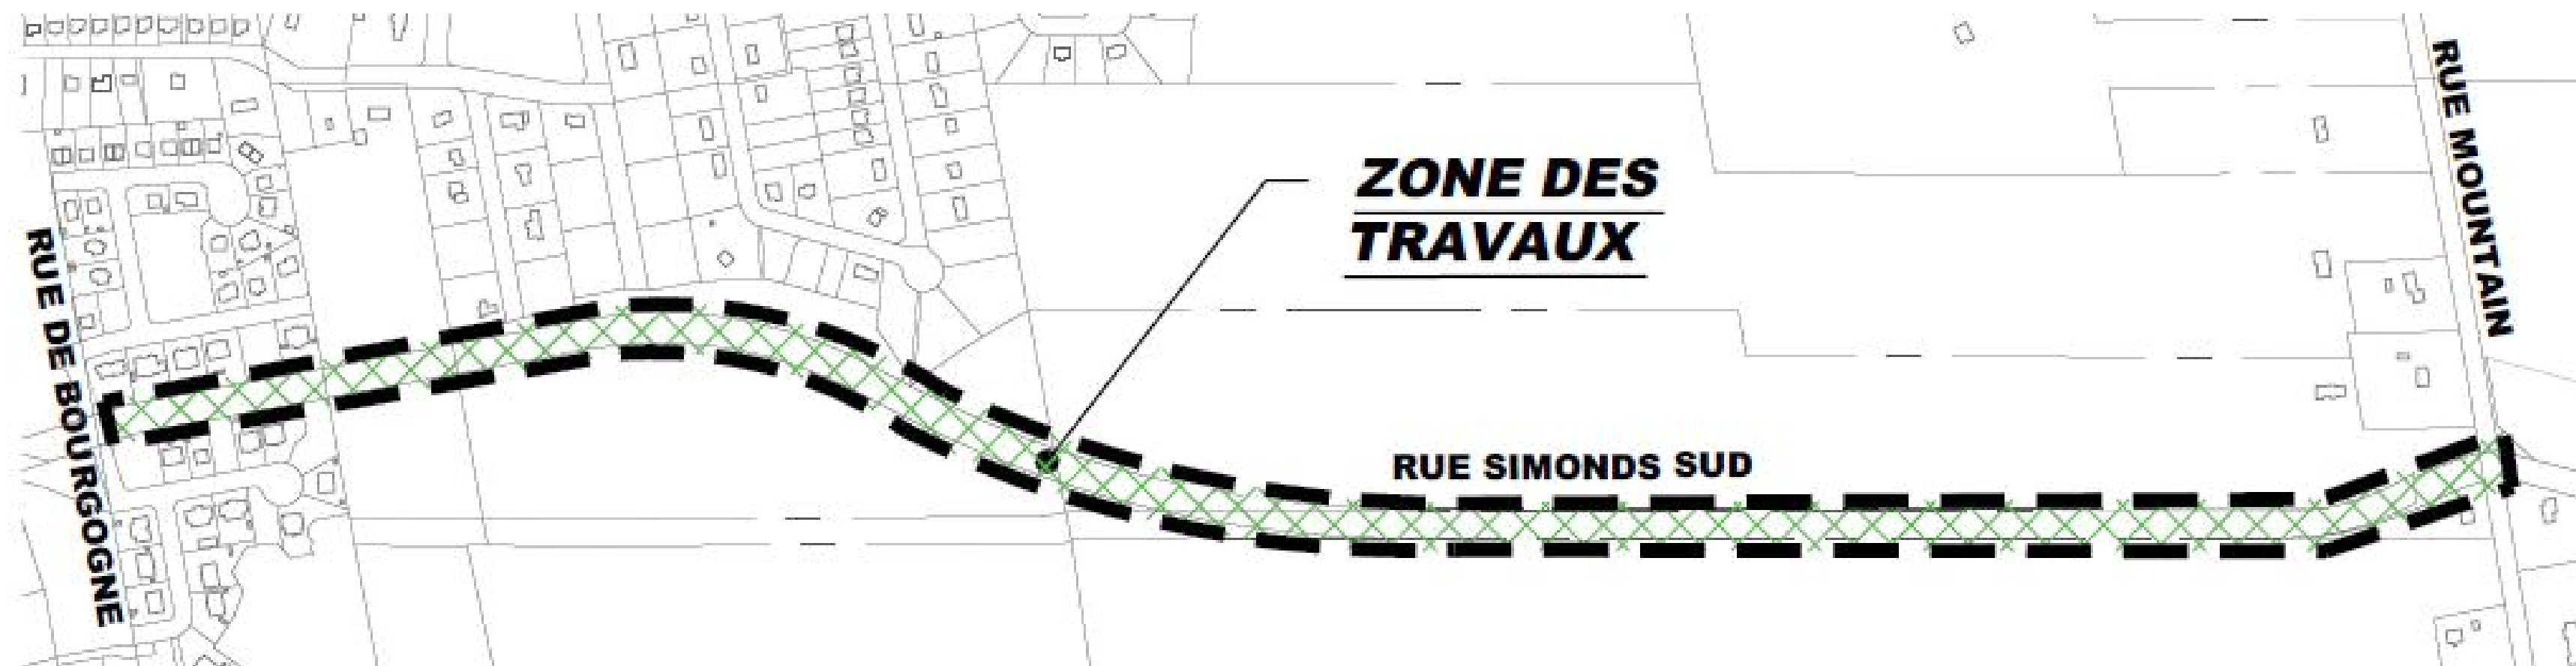 RUE MOUNTAIN
ZONE DES
TRAVAUX
RUE DE BOURGOGNE
RUE SIMONDS SUD